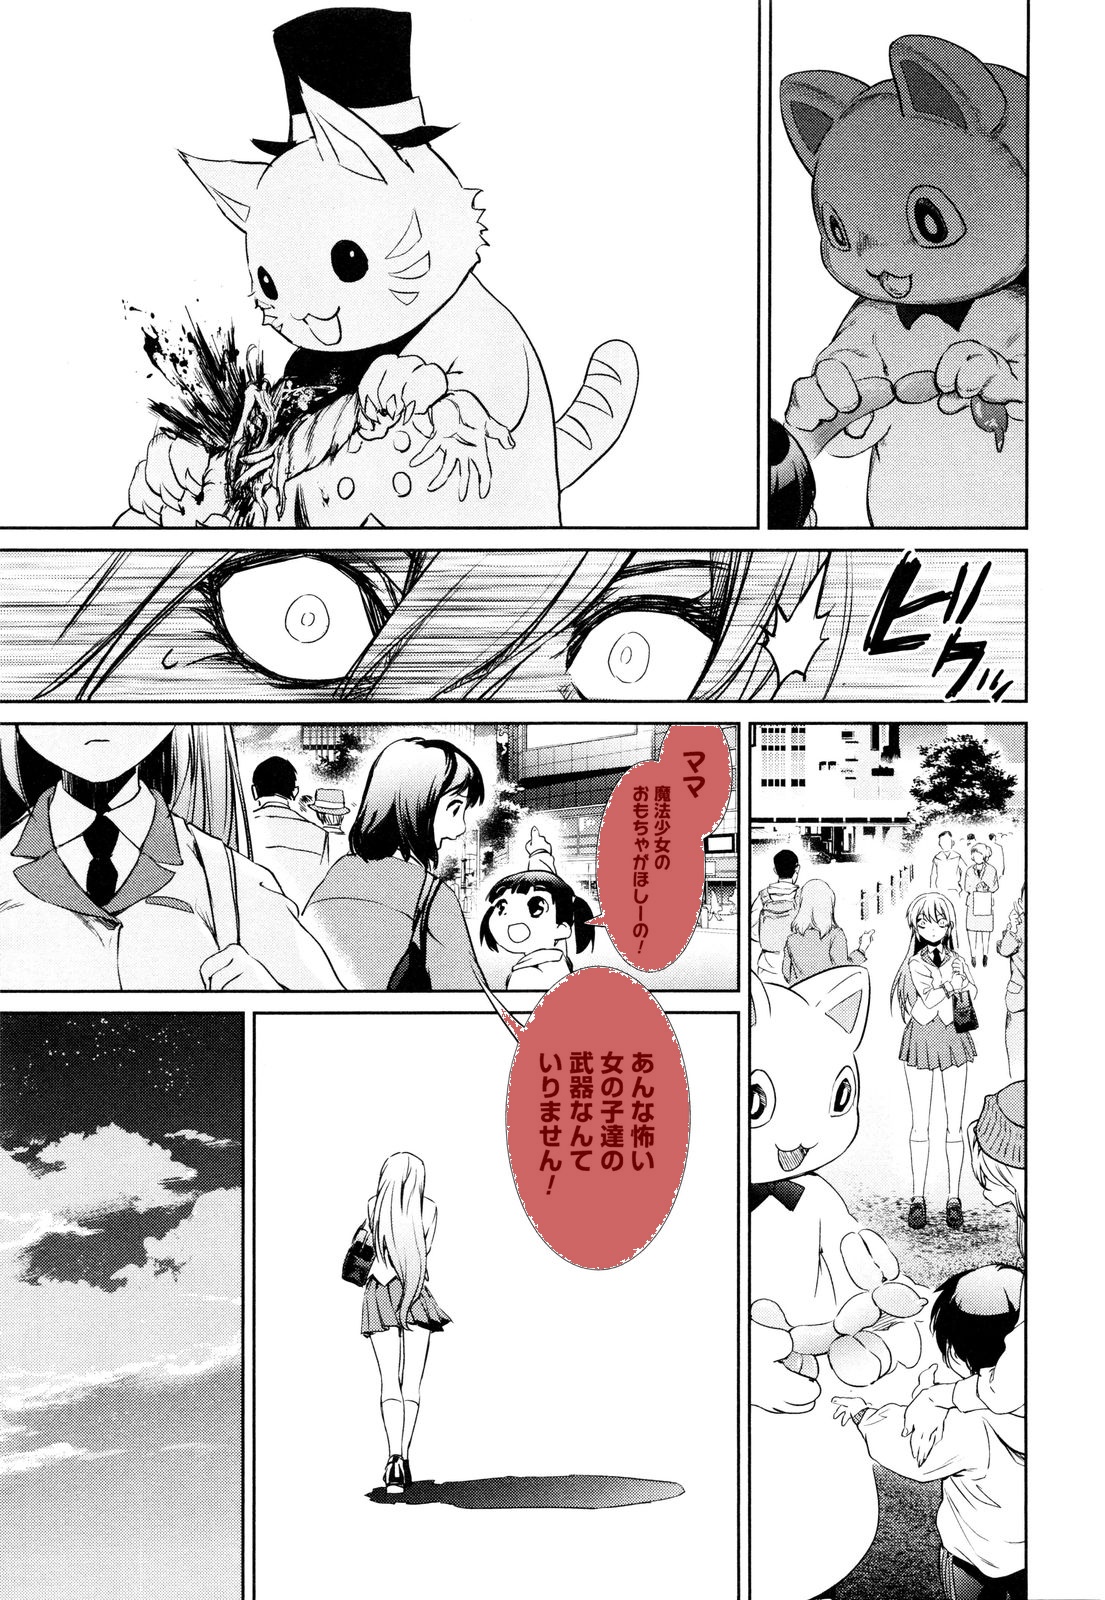 ビクッ
ママ
魔法少女の
おもちゃがほしーの！
あんな怖い
女の子達の
武器なんて
いりません！